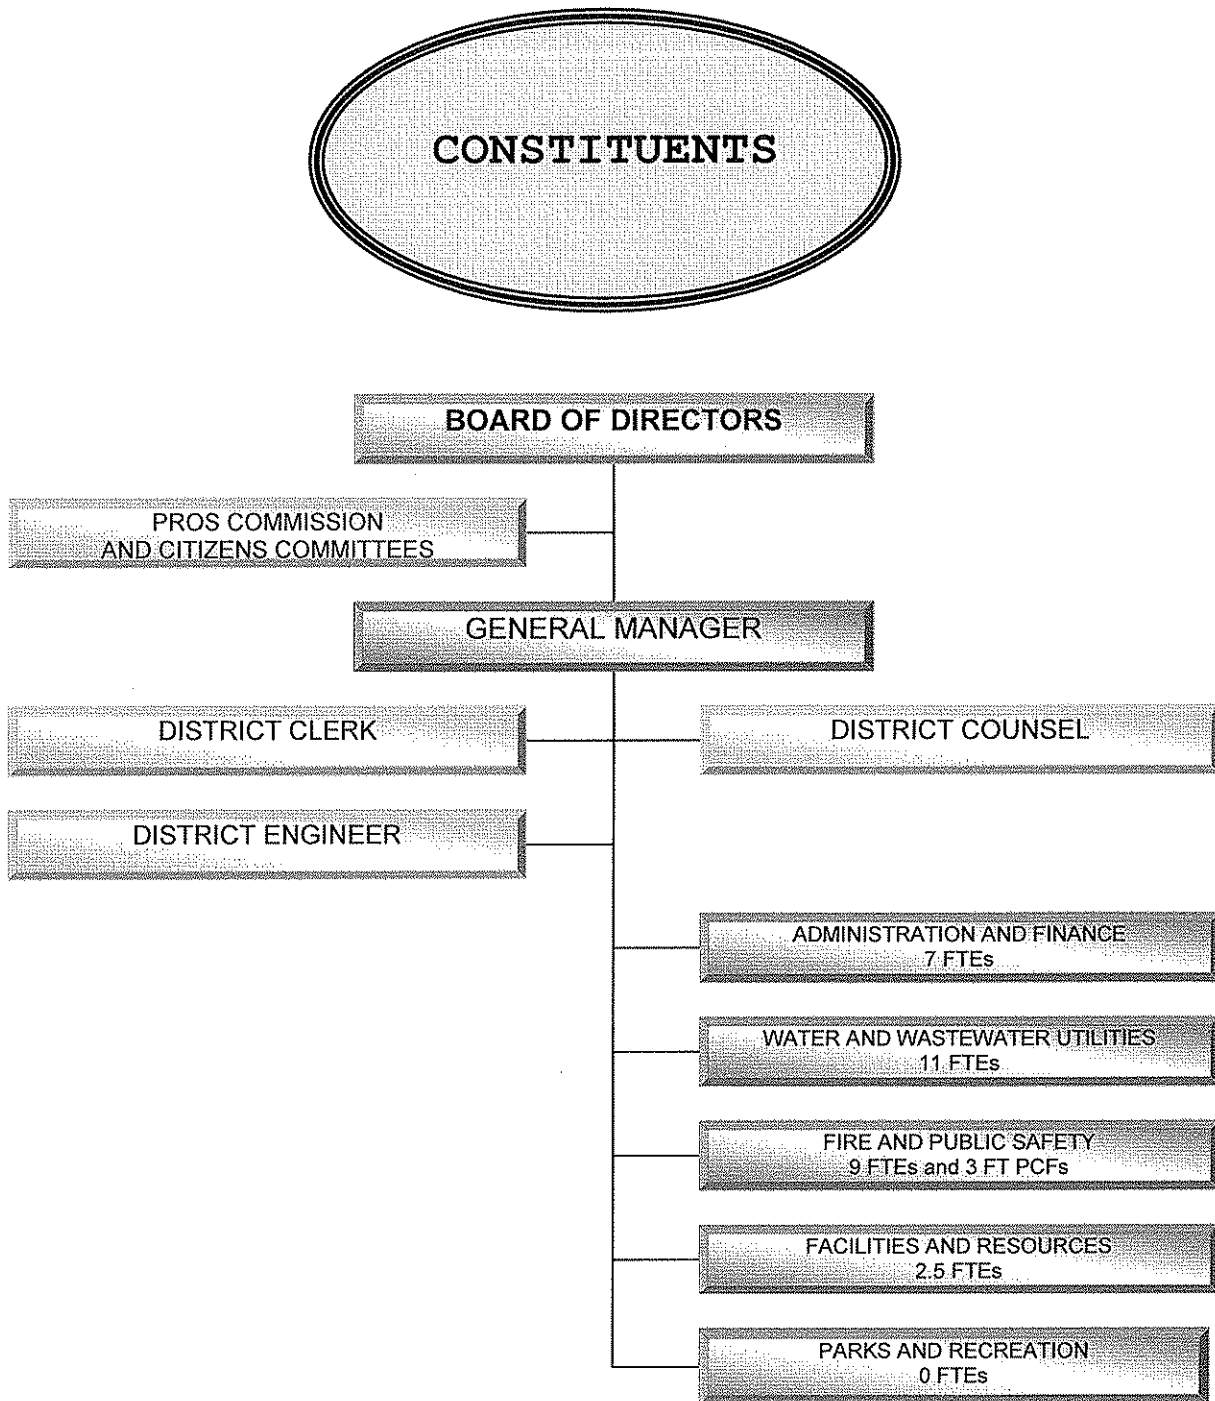 CONSTITUENTS
BOARD OF DIRECTORS
PROS COMMISSION
AND CITIZENS COMMITTEES
GENERAL MANAGER
DISTRICT CLERK
DISTRICT COUNSEL
DISTRICT ENGINEER
ADMINISTRATION AND FINANCE
7 FTEs
WATER AND WASTEWATER UTILITIES
11 FTEs
FIRE AND PUBLIC SAFETY
9 FTEs and 3 FT PCFs
FACILITIES AND RESOURCES
2.5 FTEs
PARKS AND RECREATION
0 FTEs